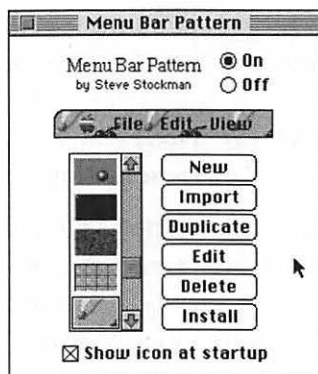 Menu Bar Pattern
Menu Bar Pattern
by Steve Stockman
On
Off
File Edit View
New
Import
Duplicate
Edit
Delete
Install
Show icon at startup